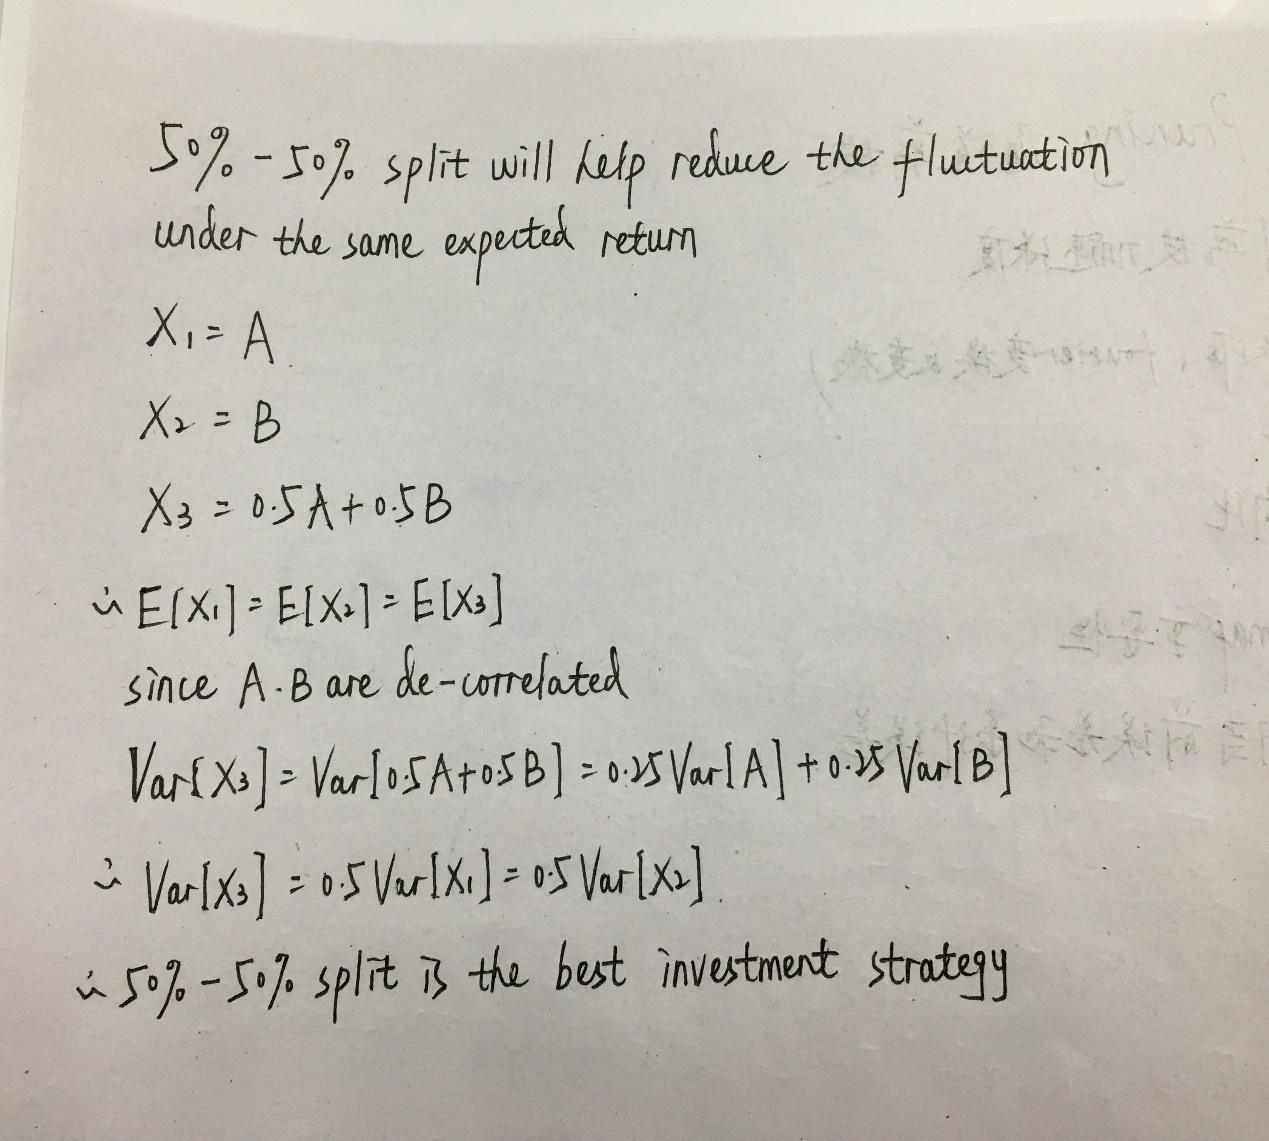 50% - 50% split will help reduce the fluctuation
under the same expected return
X₁ = A
X₂ = B
X₃ = 0.5A + 0.5B
∴ E[X₁] = E[X₂] = E[X₃]
since A·B are de-correlated
Var[X₃] = Var[0.5A+0.5B] = 0.25 Var[A] + 0.25 Var[B]
∴ Var[X₃] = 0.5 Var[X₁] = 0.5 Var[X₂]
∴ 50% - 50% split is the best investment strategy